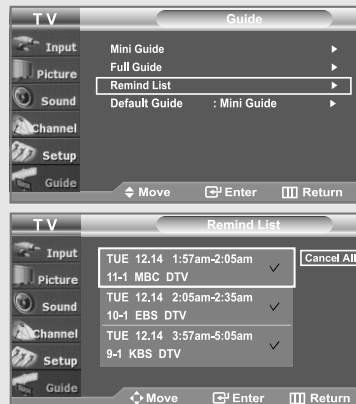 TV
Guide
Input
Picture
Sound
Channel
Setup
Guide
Mini Guide
Full Guide
Remind List
Default Guide : Mini Guide
Move Enter Return
TV
Remind List
Input
Picture
Sound
Channel
Setup
Guide
TUE 12.14 1:57am-2:05am
11-1 MBC DTV
TUE 12.14 2:05am-2:35am
10-1 EBS DTV
TUE 12.14 3:57am-5:05am
9-1 KBS DTV
Cancel All
Move Enter Return